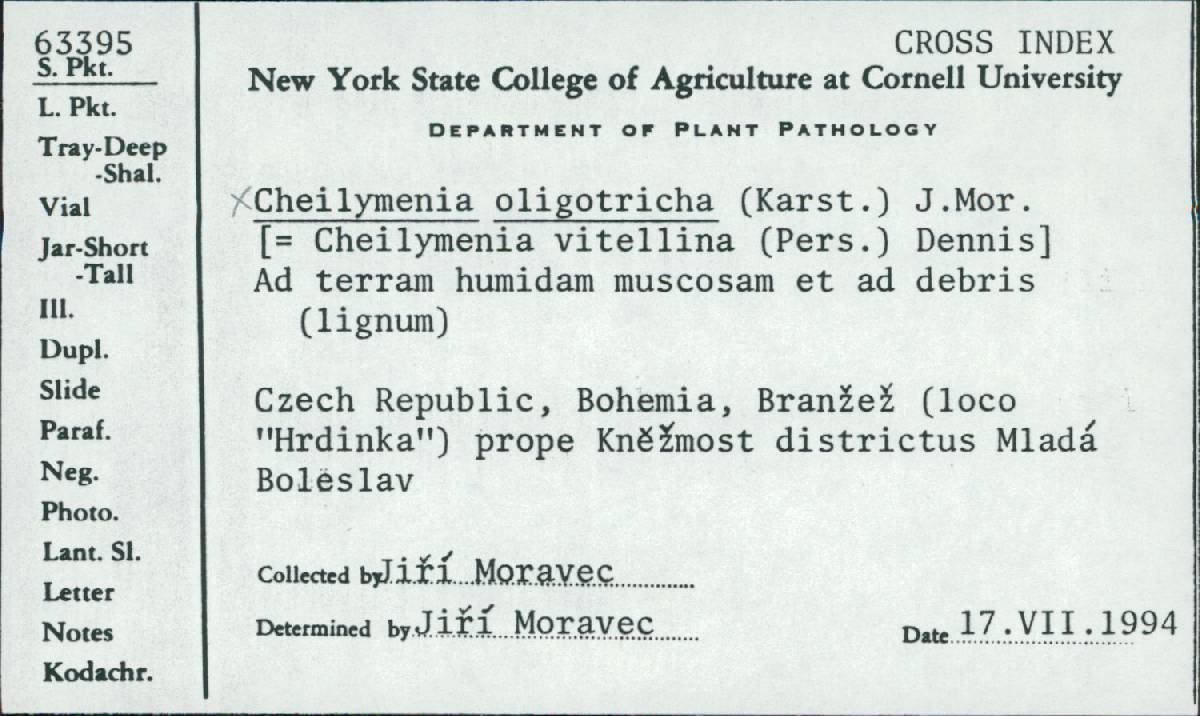 63395
S. Pkt.
L. Pkt.
Tray-Deep
-Shal.
Vial
Jar-Short
-Tall
Ill.
Dupl.
Slide
Paraf.
Neg.
Photo.
Lant. Sl.
Letter
Notes
Kodachr.
CROSS INDEX
New York State College of Agriculture at Cornell University
DEPARTMENT OF PLANT PATHOLOGY
×Cheilymenia oligotricha (Karst.) J.Mor.
[= Cheilymenia vitellina (Pers.) Dennis]
Ad terram humidam muscosam et ad debris
(lignum)
Czech Republic, Bohemia, Branžež (loco
"Hrdinka") prope Kněžmost districtus Mladá
Boleslav
Collected by Jiří Moravec
Determined by Jiří Moravec
Date 17.VII.1994